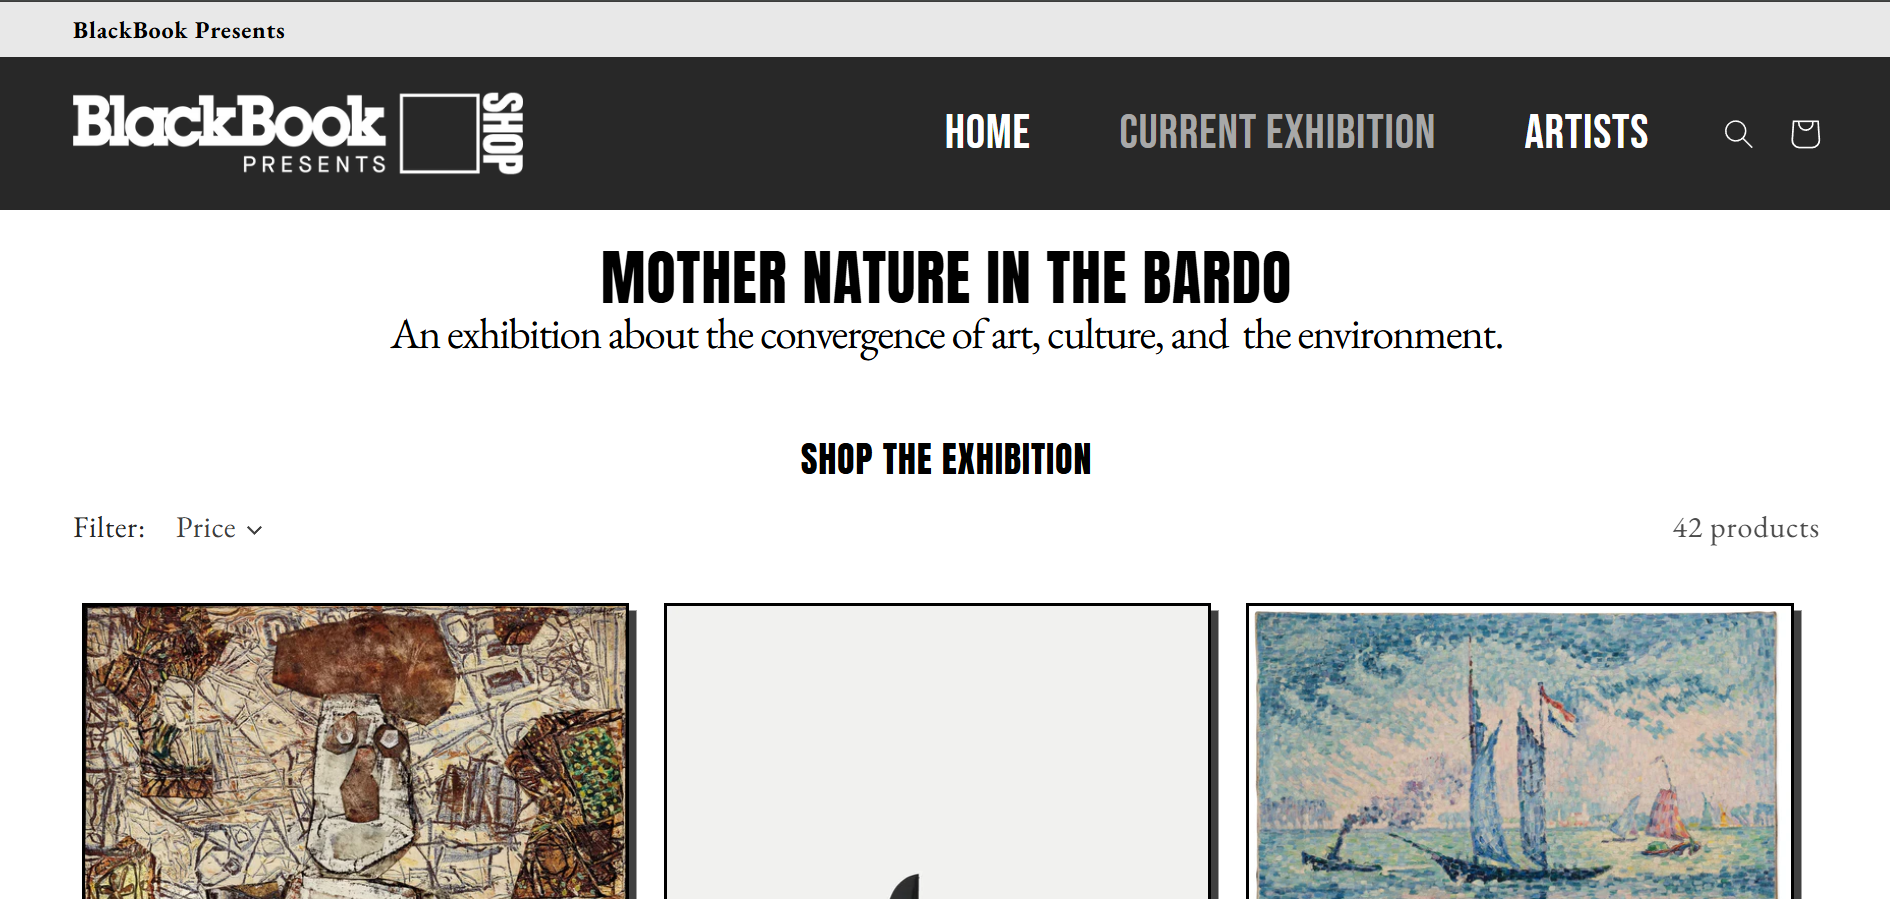 BlackBook Presents
BlackBook
PRESENTS
SHOP
HOME
CURRENT EXHIBITION
ARTISTS
MOTHER NATURE IN THE BARDO
An exhibition about the convergence of art, culture, and  the environment.
SHOP THE EXHIBITION
Filter:
Price
42 products